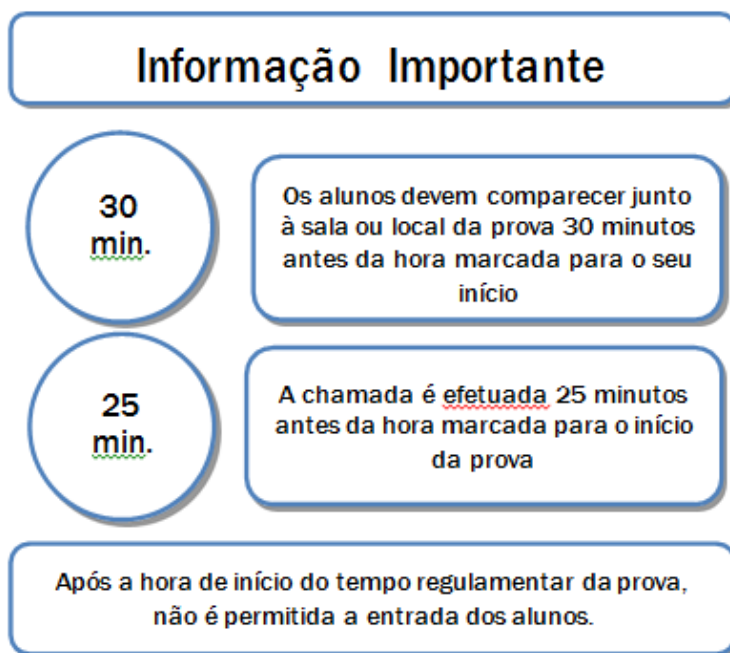 Informação Importante
30
min.
Os alunos devem comparecer junto
à sala ou local da prova 30 minutos
antes da hora marcada para o seu
início
25
min.
A chamada é efetuada 25 minutos
antes da hora marcada para o início
da prova
Após a hora de início do tempo regulamentar da prova,
não é permitida a entrada dos alunos.